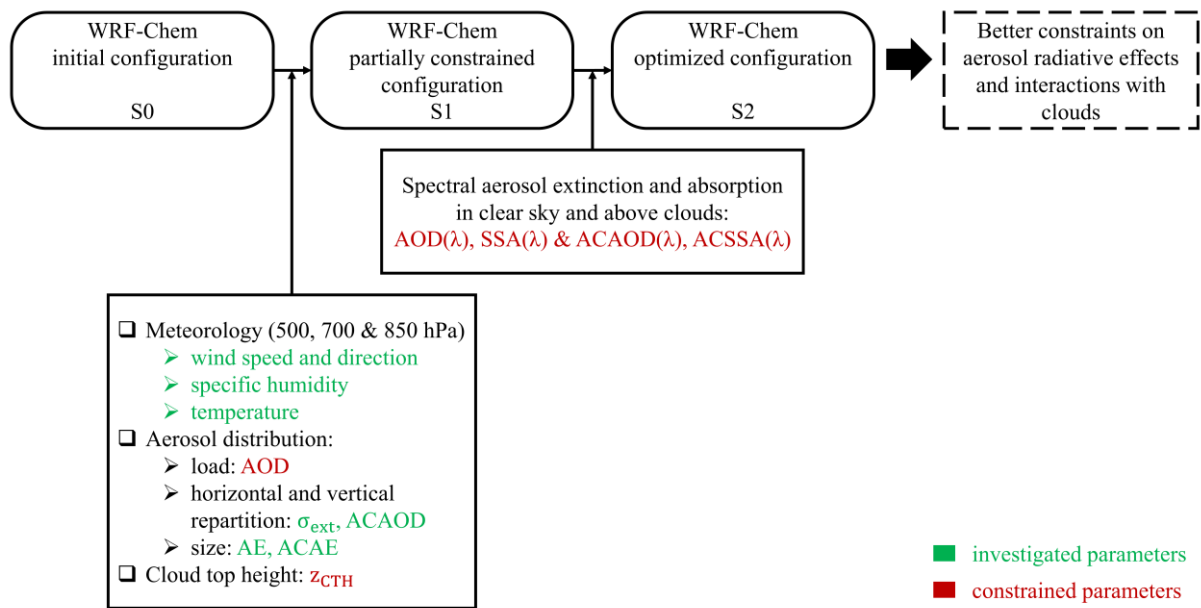 WRF-Chem
initial configuration
S0
WRF-Chem
partially constrained
configuration
S1
WRF-Chem
optimized configuration
S2
Better constraints on
aerosol radiative effects
and interactions with
clouds
Spectral aerosol extinction and absorption
in clear sky and above clouds:
AOD(λ), SSA(λ) & ACAOD(λ), ACSSA(λ)
❑ Meteorology (500, 700 & 850 hPa)
➢ wind speed and direction
➢ specific humidity
➢ temperature
❑ Aerosol distribution:
➢ load: AOD
➢ horizontal and vertical
repartition: σext, ACAOD
➢ size: AE, ACAE
❑ Cloud top height: zCTH
investigated parameters
constrained parameters